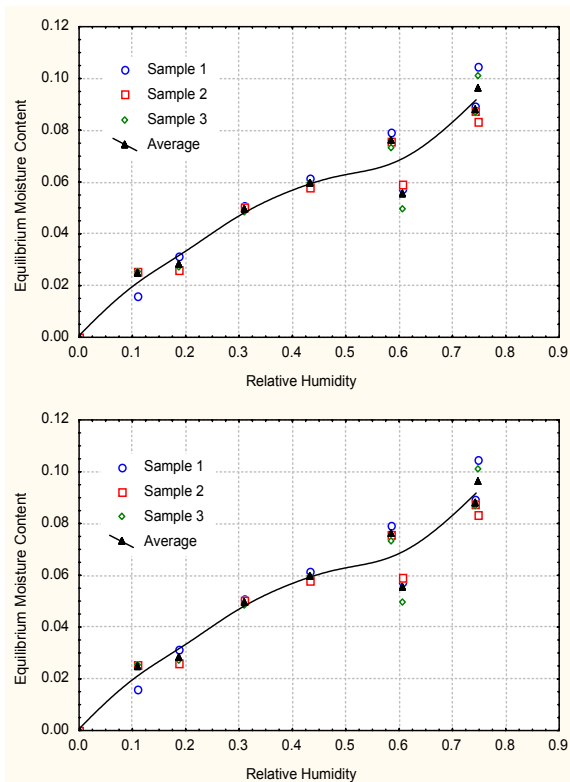 0.12
Sample 1
0.10
Sample 2
Sample 3
0.08
Average
0.06
0.04
0.02
0.00
Equilibrium Moisture Content
0.0 0.1 0.2 0.3 0.4 0.5 0.6 0.7 0.8 0.9
Relative Humidity
0.12
Sample 1
0.10
Sample 2
Sample 3
0.08
Average
0.06
0.04
0.02
0.00
Equilibrium Moisture Content
0.0 0.1 0.2 0.3 0.4 0.5 0.6 0.7 0.8 0.9
Relative Humidity